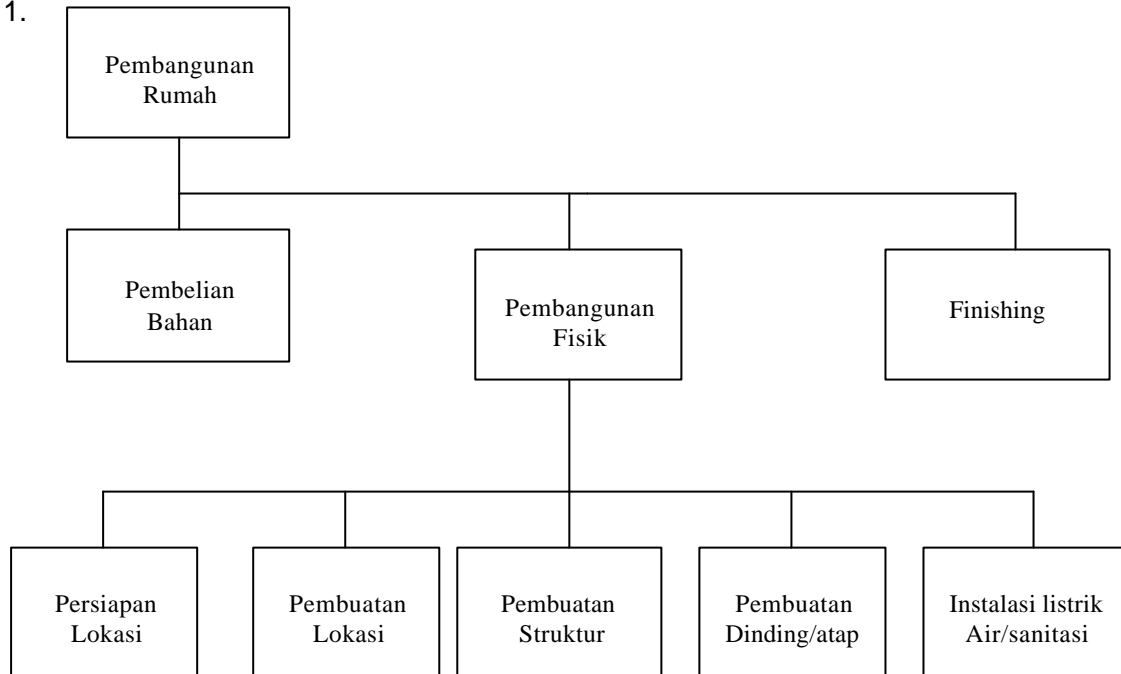 1.
Pembangunan
Rumah
Pembelian
Bahan
Pembangunan
Fisik
Finishing
Persiapan
Lokasi
Pembuatan
Lokasi
Pembuatan
Struktur
Pembuatan
Dinding/atap
Instalasi listrik
Air/sanitasi